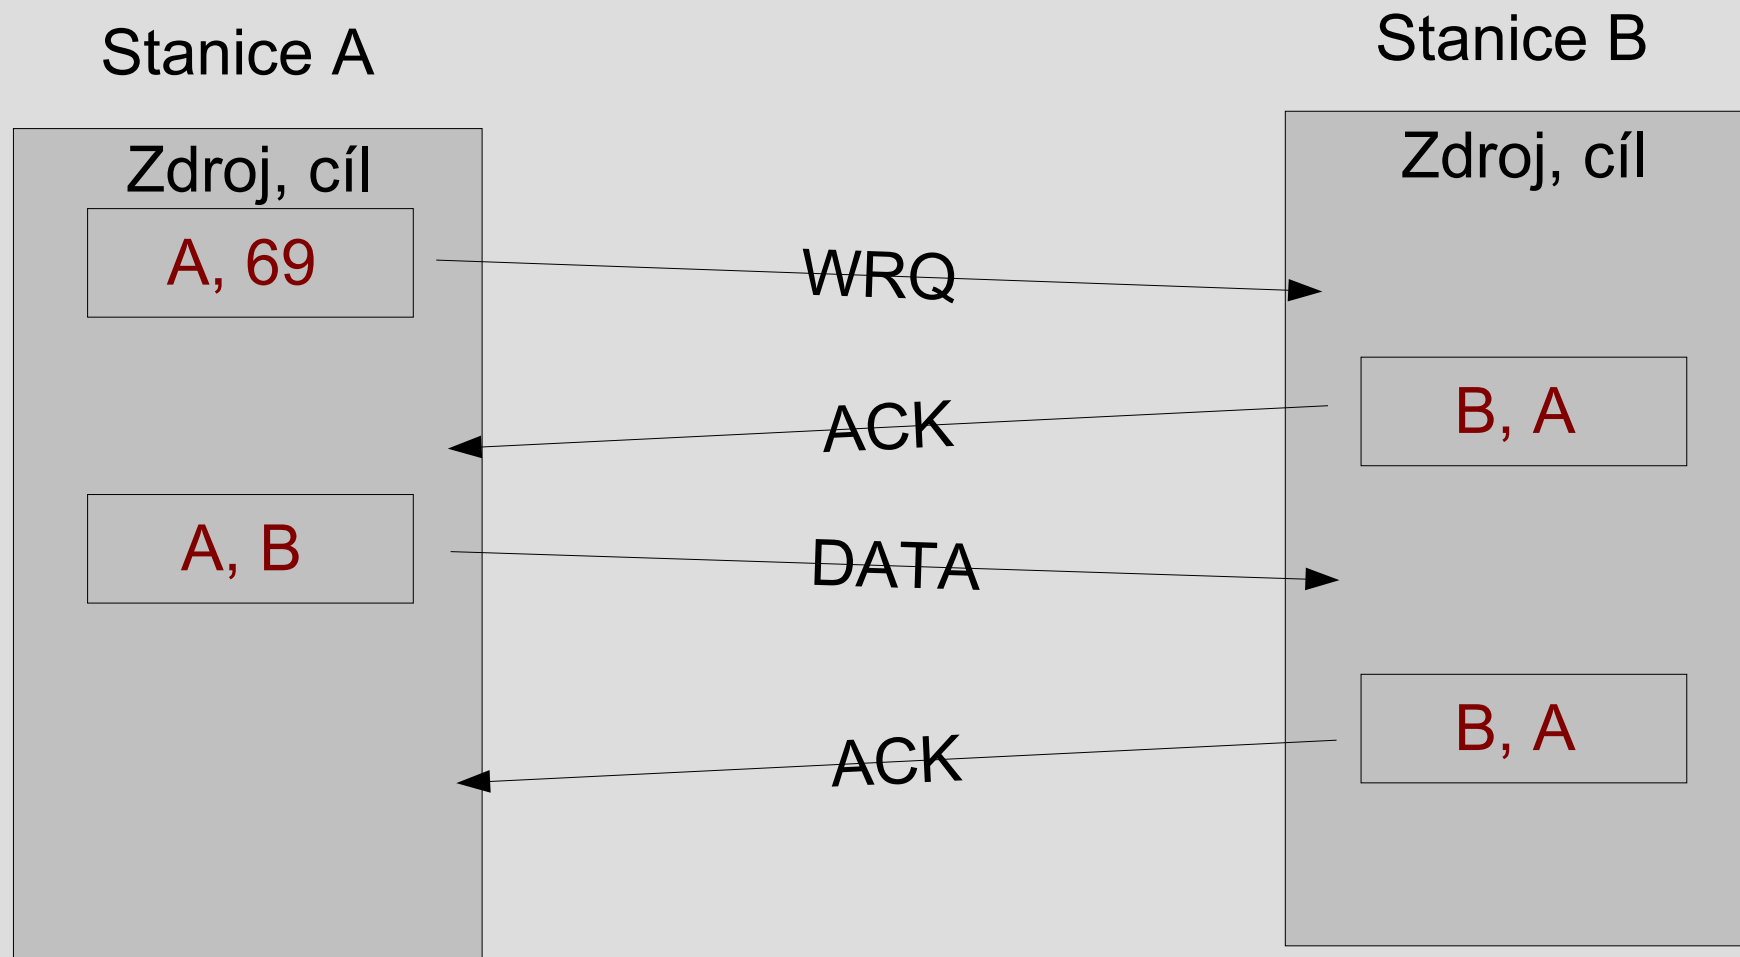 Stanice A
Stanice B
Zdroj, cíl
Zdroj, cíl
A, 69
WRQ
B, A
ACK
A, B
DATA
B, A
ACK